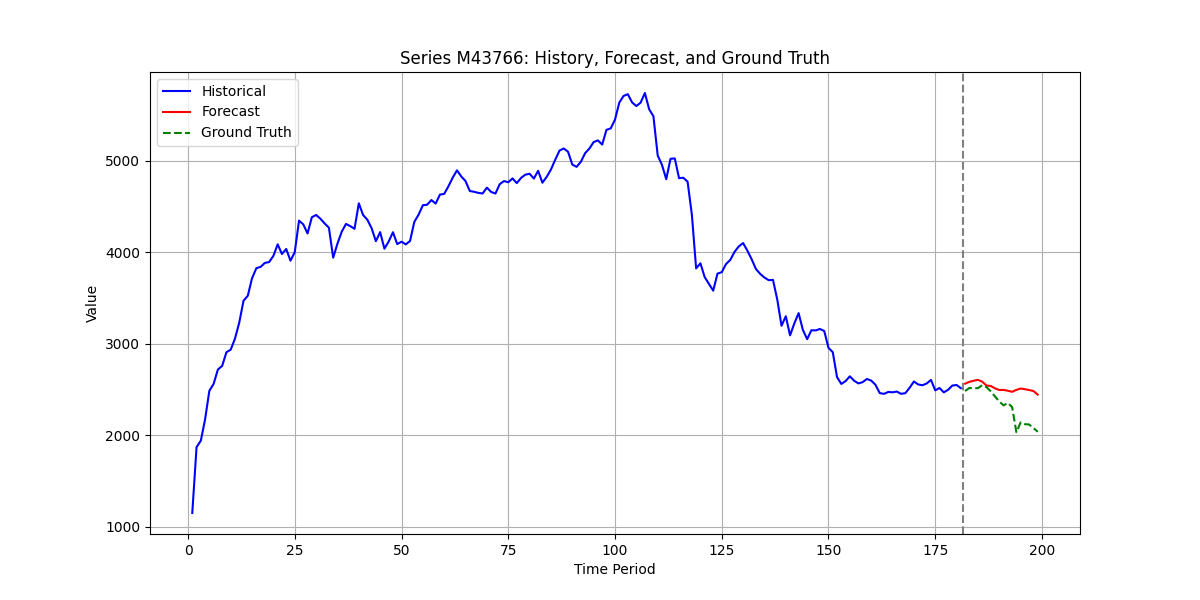 Series M43766: History, Forecast, and Ground Truth
Historical
Forecast
Ground Truth
Value
5000
4000
3000
2000
1000
0 25 50 75 100 125 150 175 200
Time Period